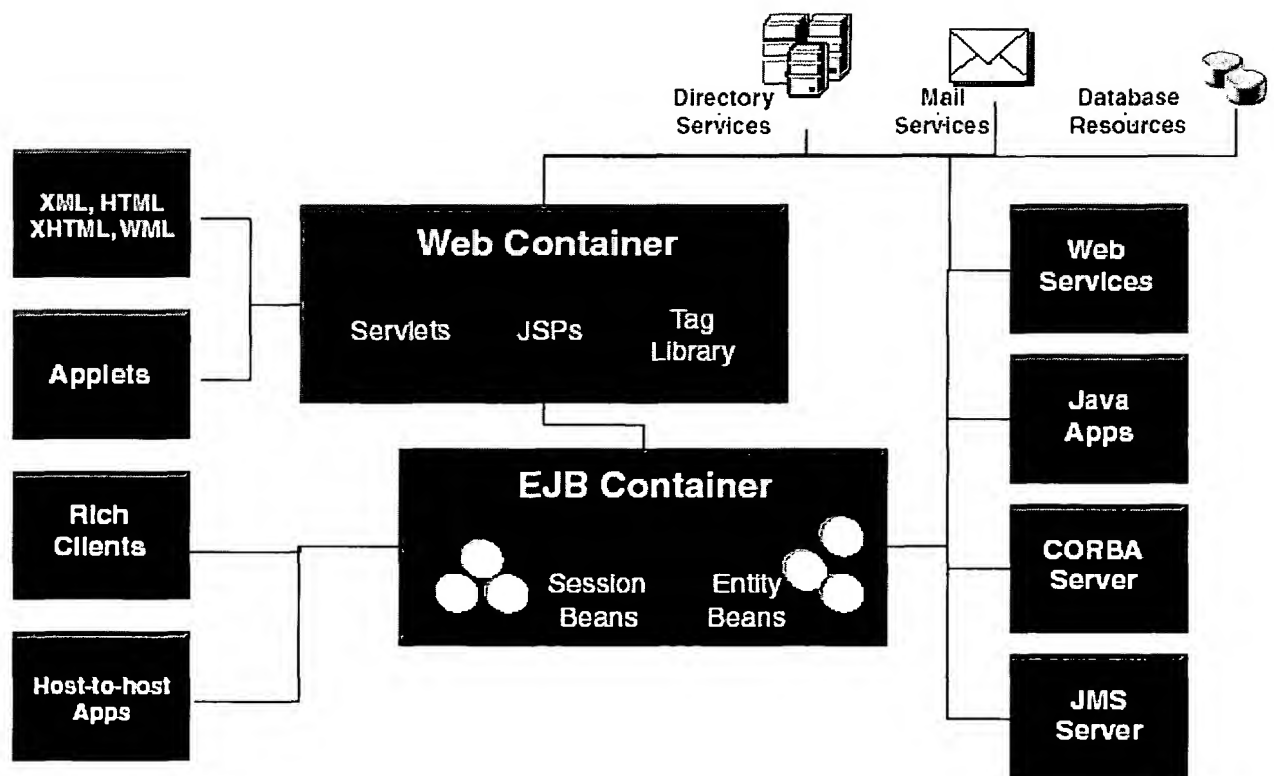 Directory
Services
Mail
Services
Database
Resources
XML, HTML
XHTML, WML
Applets
Rich
Clients
Host-to-host
Apps
Web Container
Servlets
JSPs
Tag
Library
EJB Container
Session
Beans
Entity
Beans
Web
Services
Java
Apps
CORBA
Server
JMS
Server